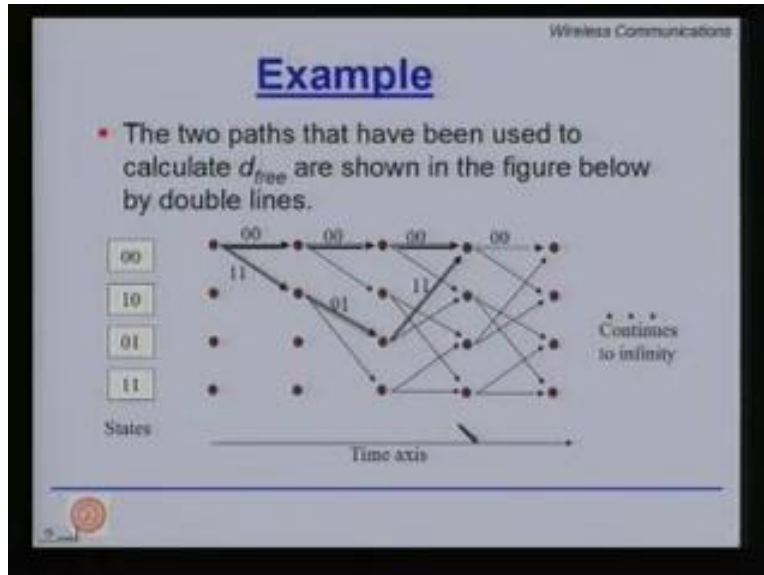 Wireless Communications
Example
• The two paths that have been used to
calculate dfree are shown in the figure below
by double lines.
00 00 00 00
00
11
11
10
01
01
11
States
Continues
to infinity
Time axis